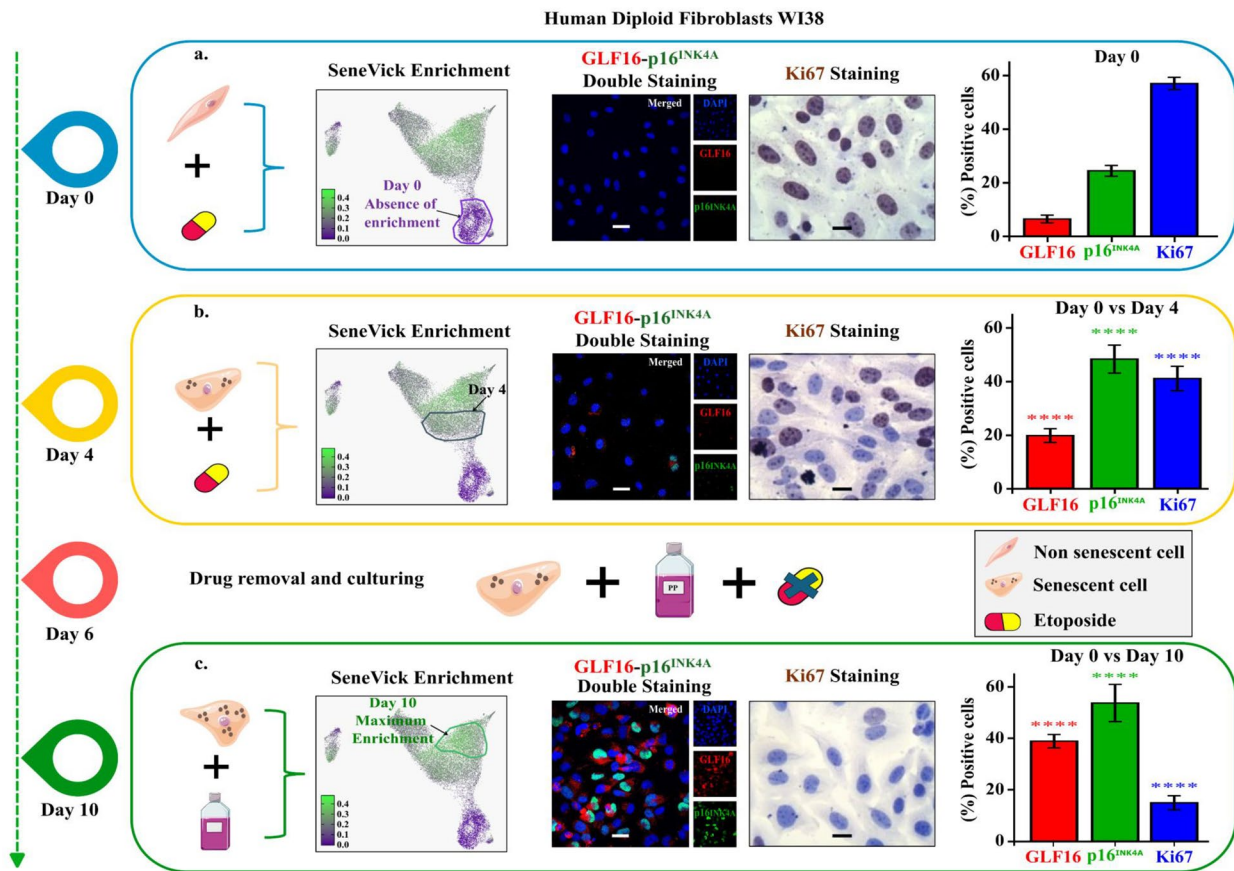 Human Diploid Fibroblasts WI38
Day 0
a.
SeneVick Enrichment
0.4
0.3
0.2
0.1
0.0
Day 0
Absence of
enrichment
GLF16-p16INK4A
Double Staining
Merged
DAPI
GLF16
p16INK4A
Ki67 Staining
Day 0
(%) Positive cells
60
40
20
0
GLF16 p16INK4A Ki67
Day 4
b.
SeneVick Enrichment
0.4
0.3
0.2
0.1
0.0
Day 4
GLF16-p16INK4A
Double Staining
Merged
DAPI
GLF16
p16INK4A
Ki67 Staining
Day 0 vs Day 4
(%) Positive cells
60
40
20
0
****
****
****
GLF16 p16INK4A Ki67
Day 6
Drug removal and culturing
PP
Non senescent cell
Senescent cell
Etoposide
Day 10
c.
SeneVick Enrichment
0.4
0.3
0.2
0.1
0.0
Day 10
Maximum
Enrichment
GLF16-p16INK4A
Double Staining
Merged
DAPI
GLF16
p16INK4A
Ki67 Staining
Day 0 vs Day 10
(%) Positive cells
60
40
20
0
****
****
****
GLF16 p16INK4A Ki67